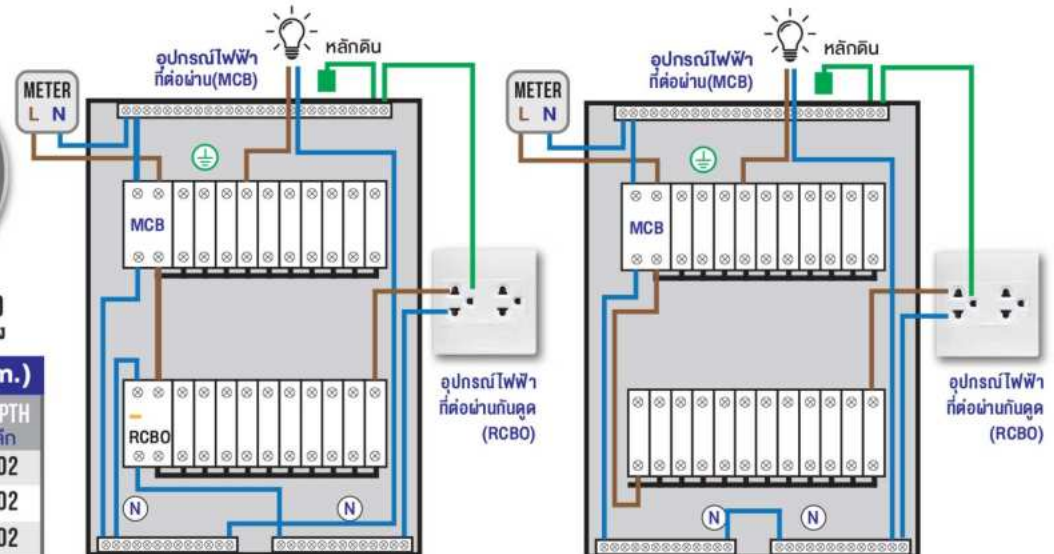 หลักดิน
อุปกรณ์ไฟฟ้า
ที่ต่อผ่าน(MCB)
METER
L N
MCB
RCBO
N
N
อุปกรณ์ไฟฟ้า
ที่ต่อผ่านกันดูด
(RCBO)
หลักดิน
อุปกรณ์ไฟฟ้า
ที่ต่อผ่าน(MCB)
METER
L N
MCB
N
N
อุปกรณ์ไฟฟ้า
ที่ต่อผ่านกันดูด
(RCBO)
m.)
PTH
02
02
02